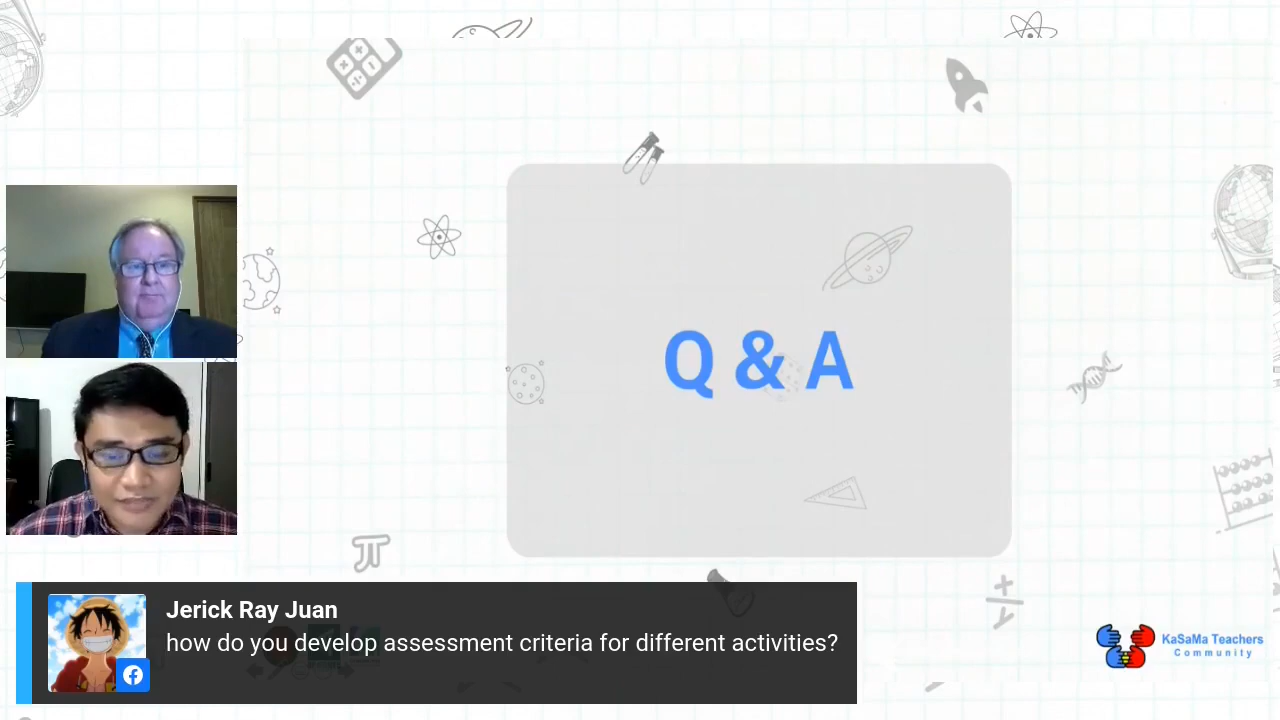 Q & A
Jerick Ray Juan
how do you develop assessment criteria for different activities?
KaSaMa Teachers
Community